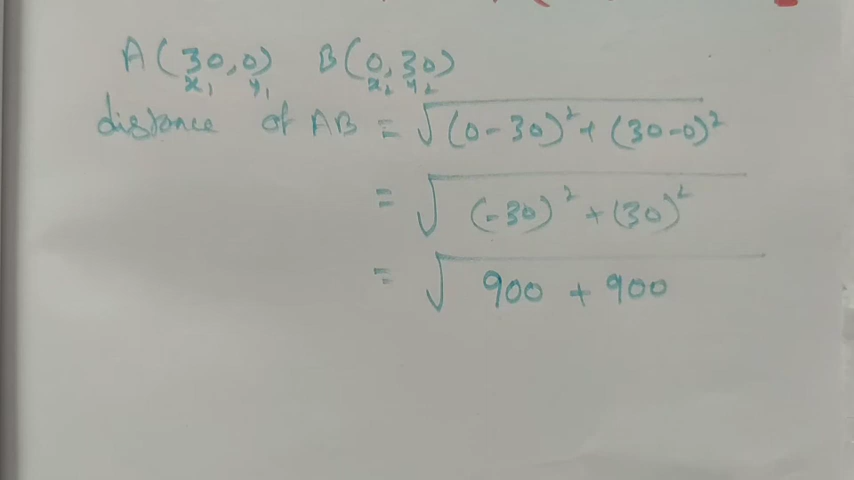 A(30,0) B(0,30)
x₁ y₁ x₂ y₂
distance of AB = √(0-30)² + (30-0)²
= √(-30)² + (30)²
= √900 + 900